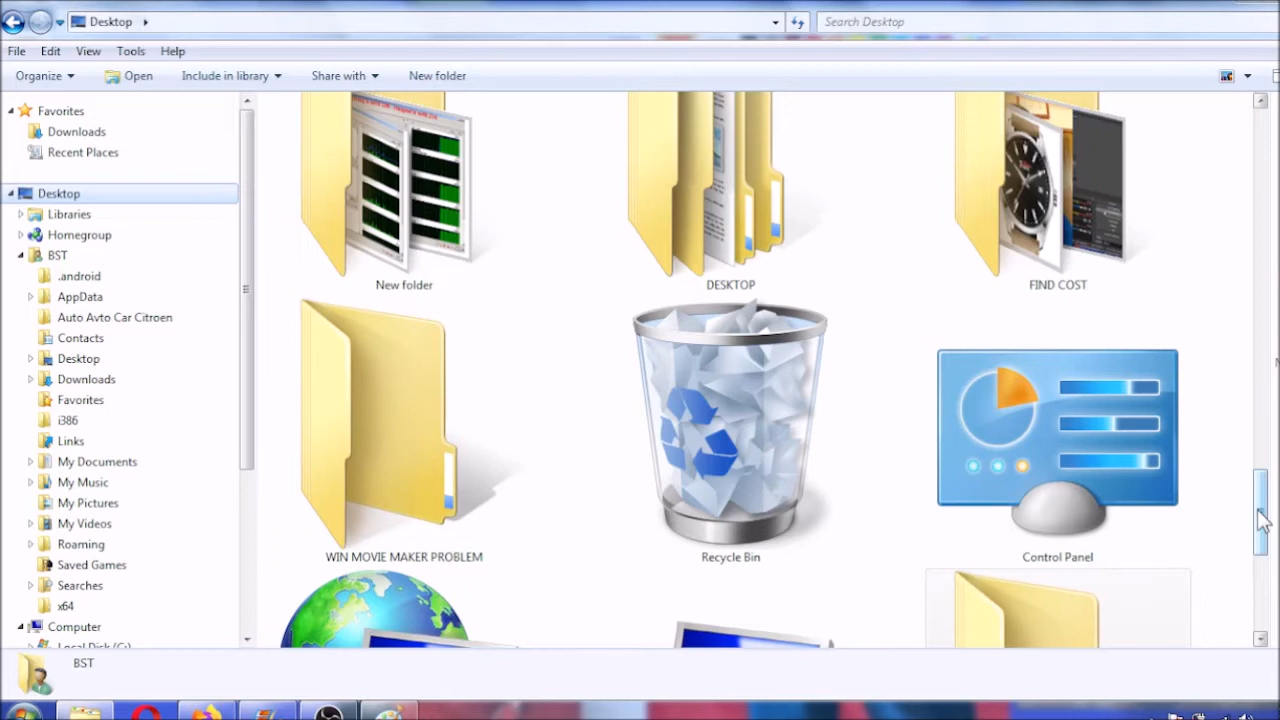 Desktop
Search Desktop
File Edit View Tools Help
Organize Open Include in library Share with New folder
Favorites
Downloads
Recent Places
Desktop
Libraries
Homegroup
BST
.android
AppData
Auto Avto Car Citroen
Contacts
Desktop
Downloads
Favorites
i386
Links
My Documents
My Music
My Pictures
My Videos
Roaming
Saved Games
Searches
x64
Computer
Local Disk (C:)
New folder
DESKTOP
FIND COST
WIN MOVIE MAKER PROBLEM
Recycle Bin
Control Panel
BST